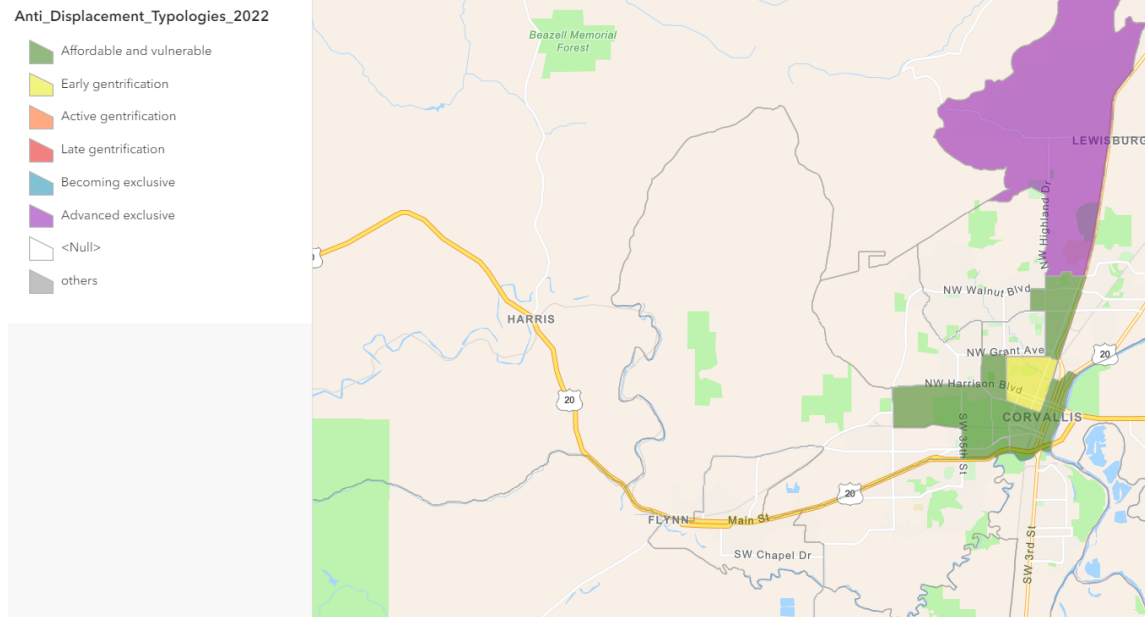 Anti_Displacement_Typologies_2022
Affordable and vulnerable
Early gentrification
Active gentrification
Late gentrification
Becoming exclusive
Advanced exclusive
<Null>
others
Beazell Memorial
Forest
LEWISBURG
NW Highland Dr
NW Walnut Blvd
HARRIS
NW Grant Ave
20
NW Harrison Blvd
20
CORVALLIS
SW 35th St
20
FLYNN
Main St
SW Chapel Dr
SW 3rd St